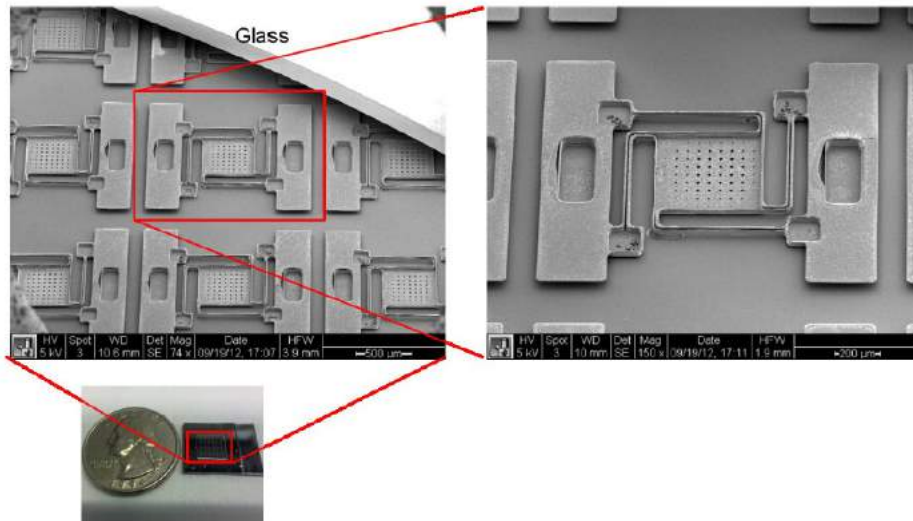 Glass
HV Spot WD Det Mag Date HFW
5 kV 3 10.6 mm SE 74 x 09/19/12, 17:07 3.9 mm 500 µm
HV Spot WD Det Mag Date HFW
5 kV 3 10 mm SE 150 x 09/19/12, 17:11 1.9 mm 200 µm